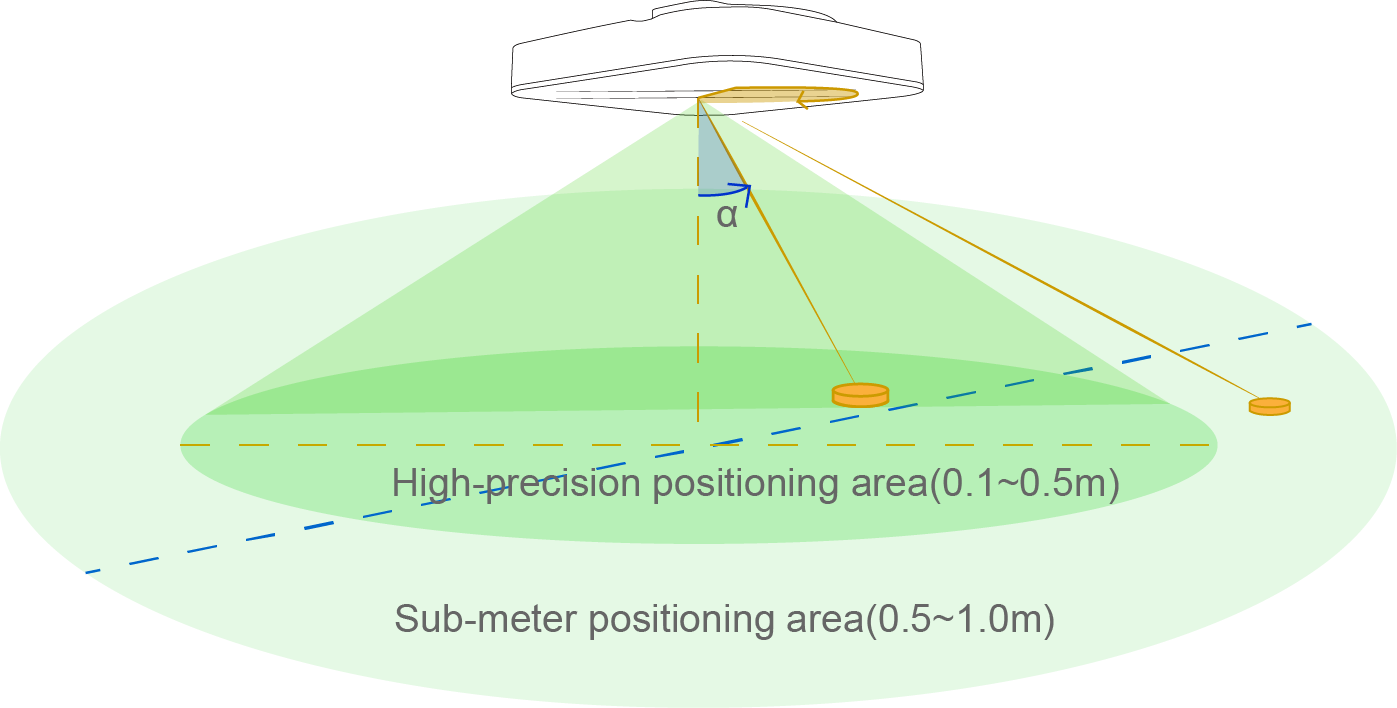 α
High-precision positioning area(0.1~0.5m)
Sub-meter positioning area(0.5~1.0m)